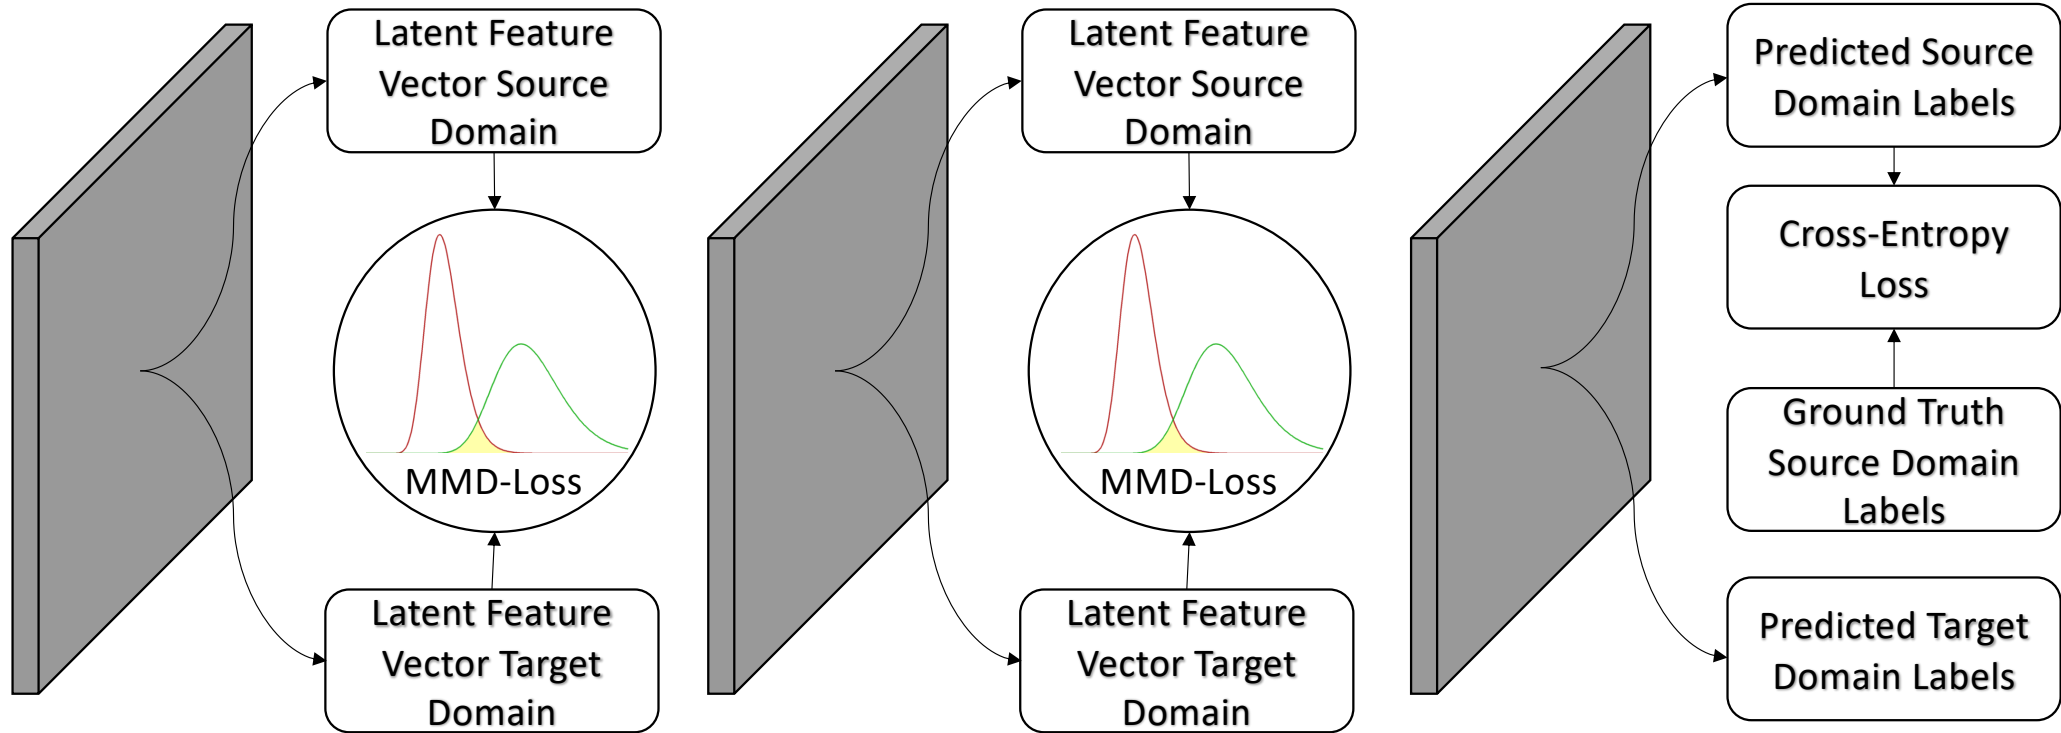 Latent Feature
Vector Source
Domain
MMD-Loss
Latent Feature
Vector Target
Domain
Latent Feature
Vector Source
Domain
MMD-Loss
Latent Feature
Vector Target
Domain
Predicted Source
Domain Labels
Cross-Entropy
Loss
Ground Truth
Source Domain
Labels
Predicted Target
Domain Labels